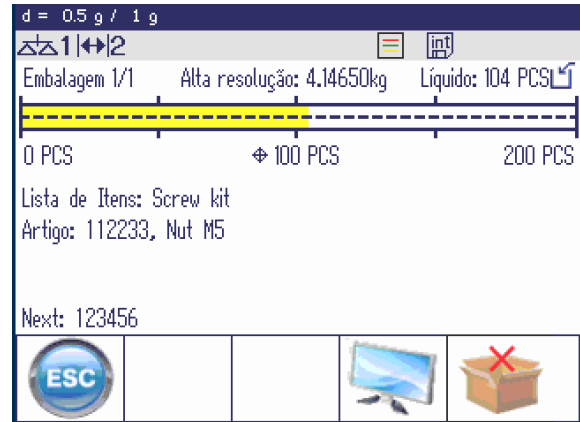 d = 0.5 g / 1 g
1|↔|2 int
Embalagem 1/1 Alta resolução: 4.14650kg Líquido: 104 PCS
0 PCS ⌖ 100 PCS 200 PCS
Lista de Itens: Screw kit
Artigo: 112233, Nut M5
Next: 123456
ESC